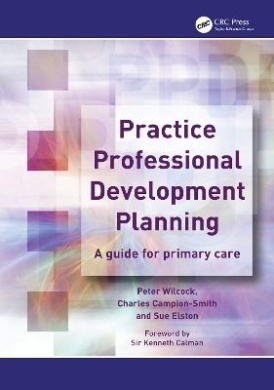 CRC Press
Taylor & Francis Group
Practice
Professional
Development
Planning
A guide for primary care
Peter Wilcock,
Charles Campion-Smith
and Sue Elston
Foreword by
Sir Kenneth Calman